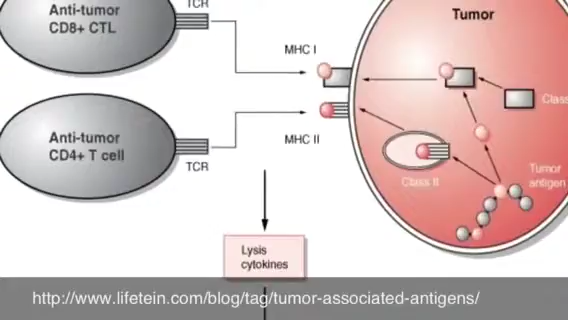 TCR
Anti-tumor
CD8+ CTL
Tumor
MHC I
Class
Anti-tumor
CD4+ T cell
TCR
MHC II
Class II
Tumor
antigen
Lysis
cytokines
http://www.lifetein.com/blog/tag/tumor-associated-antigens/